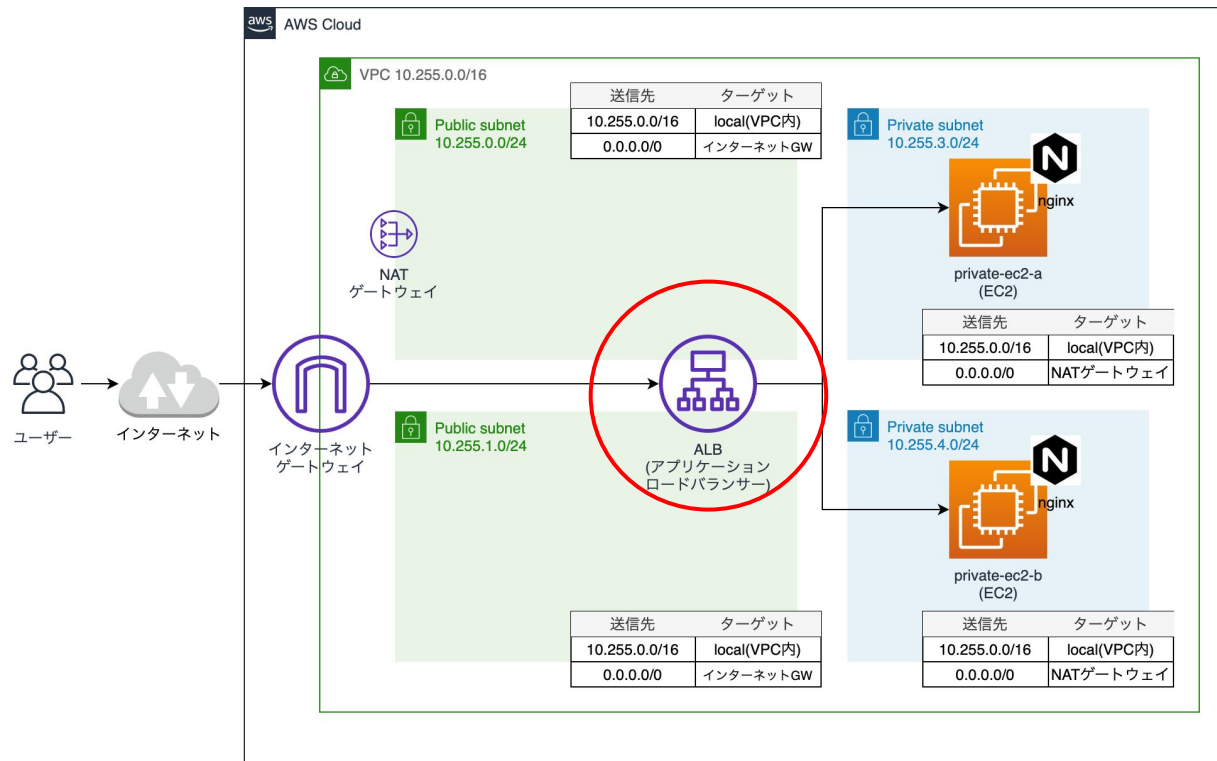 aws
AWS Cloud
VPC 10.255.0.0/16
Public subnet
10.255.0.0/24
送信先 ターゲット
10.255.0.0/16 local(VPC内)
0.0.0.0/0 インターネットGW
Private subnet
10.255.3.0/24
N
nginx
private-ec2-a
(EC2)
送信先 ターゲット
10.255.0.0/16 local(VPC内)
0.0.0.0/0 NATゲートウェイ
NAT
ゲートウェイ
ユーザー
インターネット
インターネット
ゲートウェイ
Public subnet
10.255.1.0/24
ALB
(アプリケーション
ロードバランサー)
送信先 ターゲット
10.255.0.0/16 local(VPC内)
0.0.0.0/0 インターネットGW
Private subnet
10.255.4.0/24
N
nginx
private-ec2-b
(EC2)
送信先 ターゲット
10.255.0.0/16 local(VPC内)
0.0.0.0/0 NATゲートウェイ